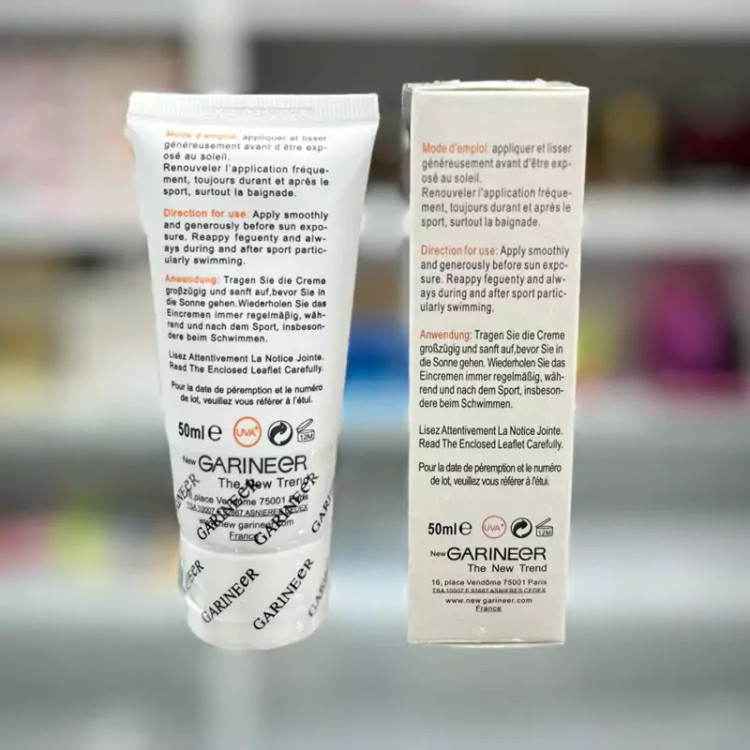 Mode d'emploi: appliquer et lisser
généreusement avant d'être exp-
osé au soleil.
Renouveler l'application fréque-
ment, toujours durant et après le
sport, surtout la baignade.
Direction for use: Apply smoothly
and generously before sun expo-
sure. Reappy feguenty and alw-
ays during and after sport partic-
ularly swimming.
Anwendung: Tragen Sie die Creme
großzügig und sanft auf,bevor Sie in
die Sonne gehen.Wiederholen Sie das
Eincremen immer regelmäßig, wäh-
rend und nach dem Sport, insbeson-
dere beim Schwimmen.
Lisez Attentivement La Notice Jointe.
Read The Enclosed Leaflet Carefully.
Pour la date de péremption et le numéro
de lot, veuillez vous référer à l'étui.
50ml e UVA+ 12M
New GARINEER
The New Trend
place Vendôme 75001 Paris
www.new garineer.com
France
GARINEER
GARINEER
GARINEER
GARINEER
Mode d'emploi: appliquer et lisser
généreusement avant d'être exp-
osé au soleil.
Renouveler l'application fréque-
ment, toujours durant et après le
sport, surtout la baignade.
Direction for use: Apply smoothly
and generously before sun expo-
sure. Reappy feguenty and alw-
ays during and after sport partic-
ularly swimming.
Anwendung: Tragen Sie die Creme
großzügig und sanft auf,bevor Sie in
die Sonne gehen. Wiederholen Sie das
Eincremen immer regelmäßig, wäh-
rend und nach dem Sport, insbeson-
dere beim Schwimmen.
Lisez Attentivement La Notice Jointe.
Read The Enclosed Leaflet Carefully.
Pour la date de péremption et le numéro
de lot, veuillez vous référer à l'étui.
50ml e UVA+ 12M
New GARINEER
The New Trend
16, place Vendôme 75001 Paris
TSA 10007 F 92667 ASNIERES CEDEX
www.new garineer.com
France